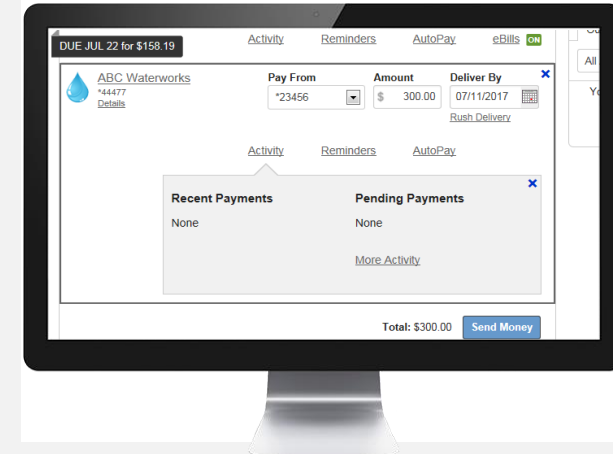 DUE JUL 22 for $158.19
Activity Reminders AutoPay eBills ON
All
ABC Waterworks Pay From Amount Deliver By
*44477 *23456 $ 300.00 07/11/2017
Details Rush Delivery
Activity Reminders AutoPay
Recent Payments Pending Payments
None None
More Activity
Total: $300.00 Send Money